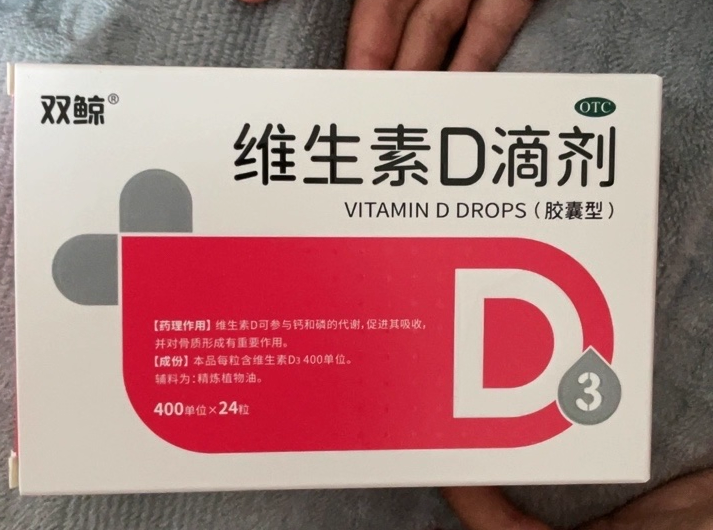 双鲸®
OTC
维生素D滴剂
VITAMIN D DROPS（胶囊型）
【药理作用】维生素D可参与钙和磷的代谢，促进其吸收，
并对骨质形成有重要作用。
【成份】本品每粒含维生素D3 400单位。
辅料为：精炼植物油。
400单位×24粒
D
3